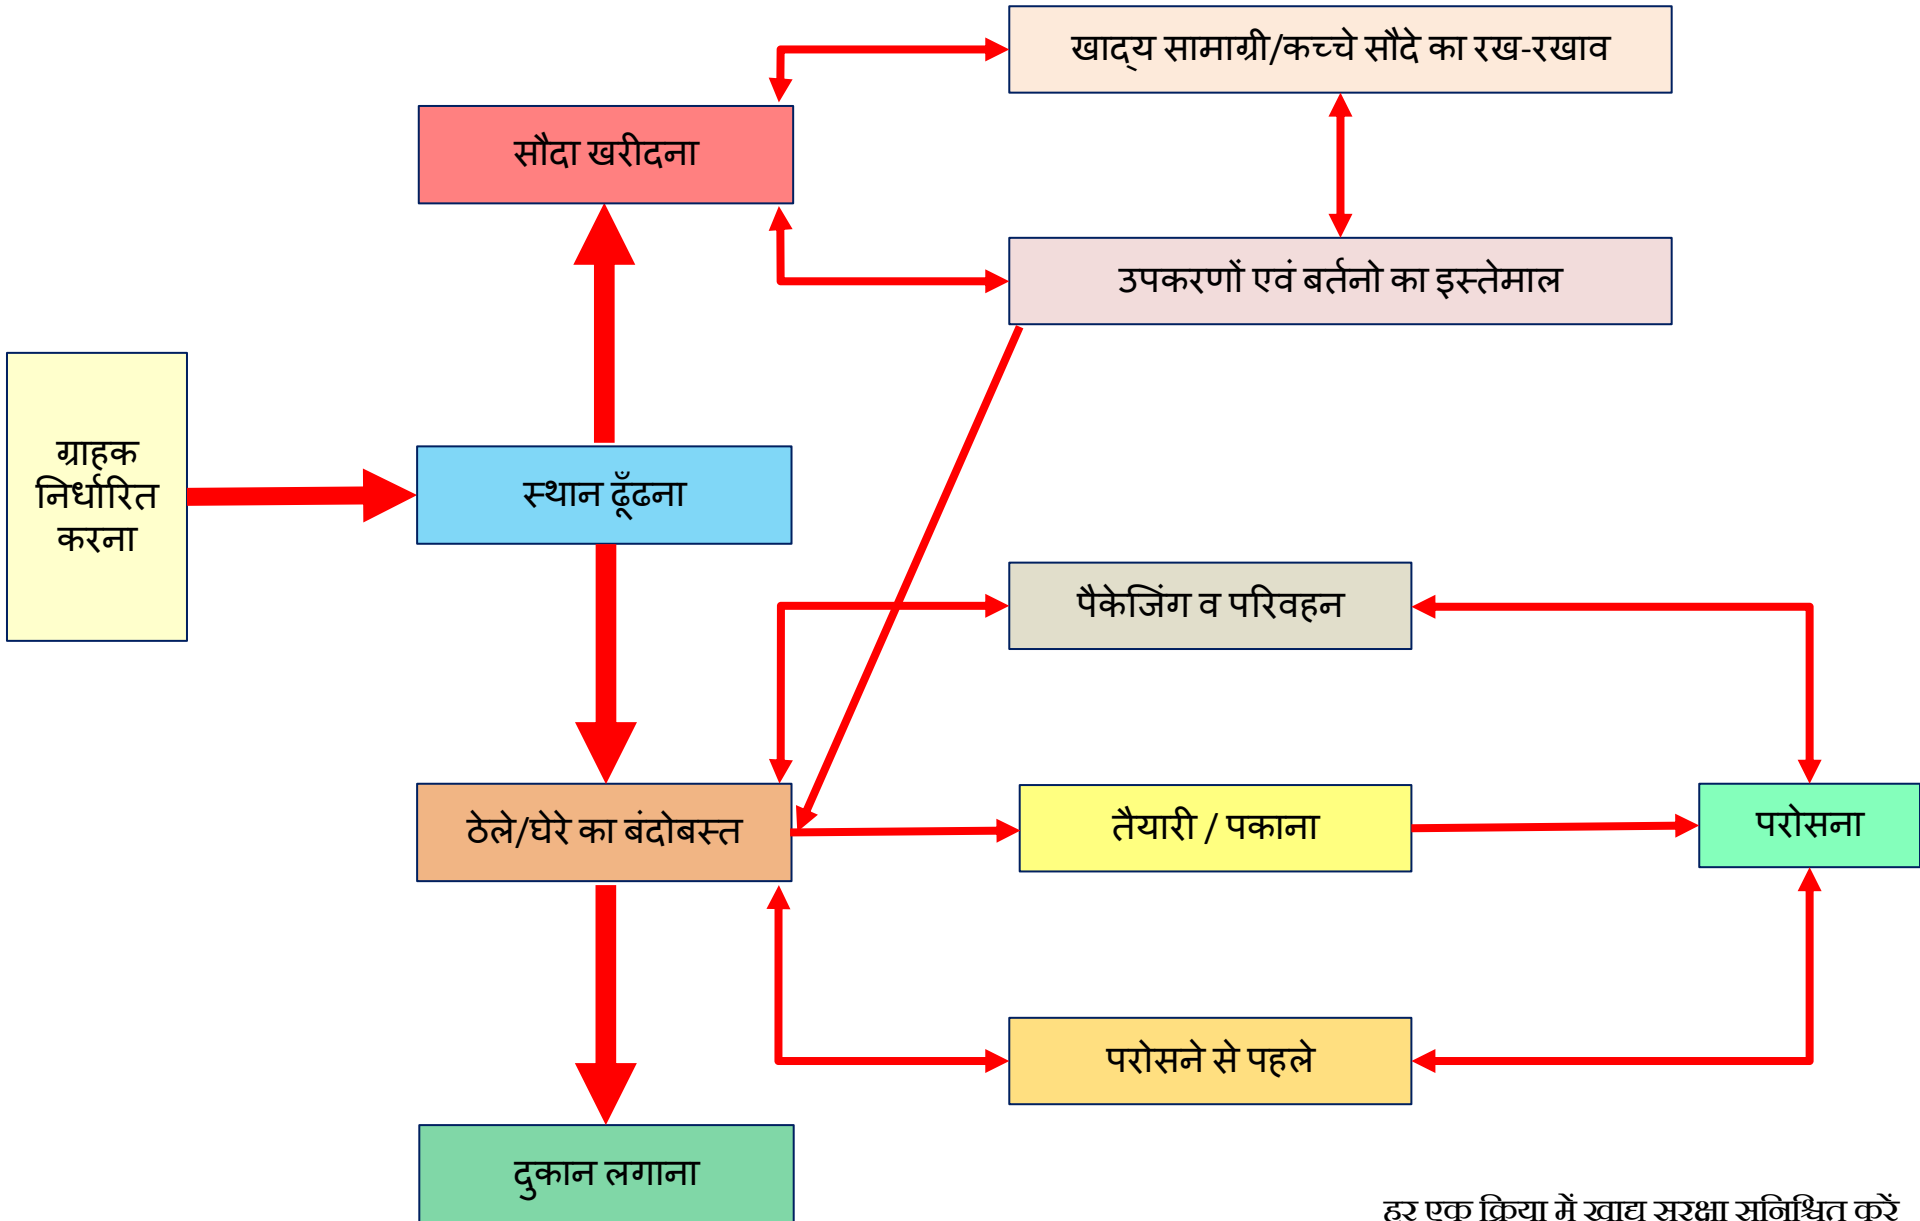 खाद्य सामाग्री/कच्चे सौदे का रख-रखाव
सौदा खरीदना
उपकरणों एवं बर्तनो का इस्तेमाल
ग्राहक
निर्धारित
करना
स्थान ढूँढना
पैकेजिंग व परिवहन
ठेले/घेरे का बंदोबस्त
तैयारी / पकाना
परोसना
परोसने से पहले
दुकान लगाना
हर एक क्रिया में खाद्य सुरक्षा सुनिश्चित करें